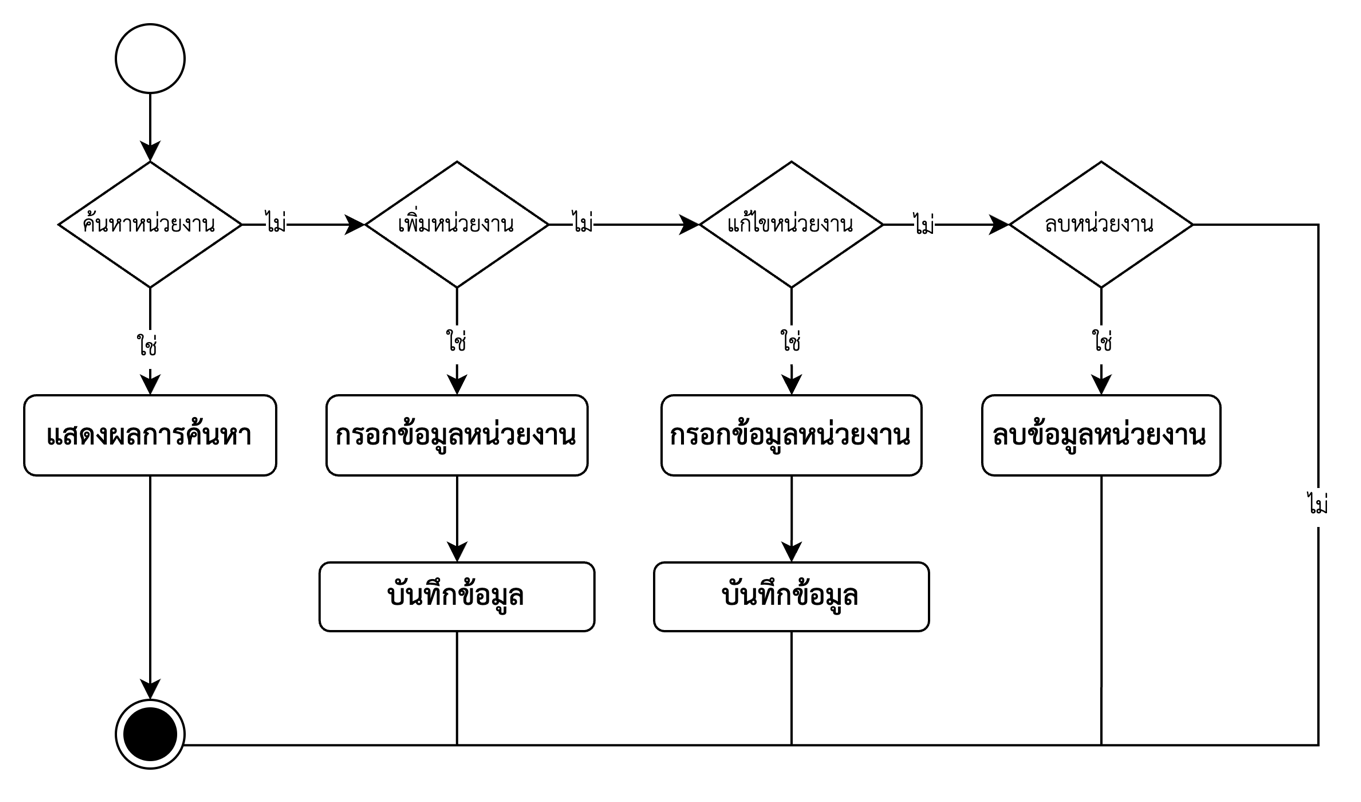 ค้นหาหน่วยงาน
ไม่
เพิ่มหน่วยงาน
ไม่
แก้ไขหน่วยงาน
ไม่
ลบหน่วยงาน
ใช่
ใช่
ใช่
ใช่
แสดงผลการค้นหา
กรอกข้อมูลหน่วยงาน
กรอกข้อมูลหน่วยงาน
ลบข้อมูลหน่วยงาน
ไม่
บันทึกข้อมูล
บันทึกข้อมูล